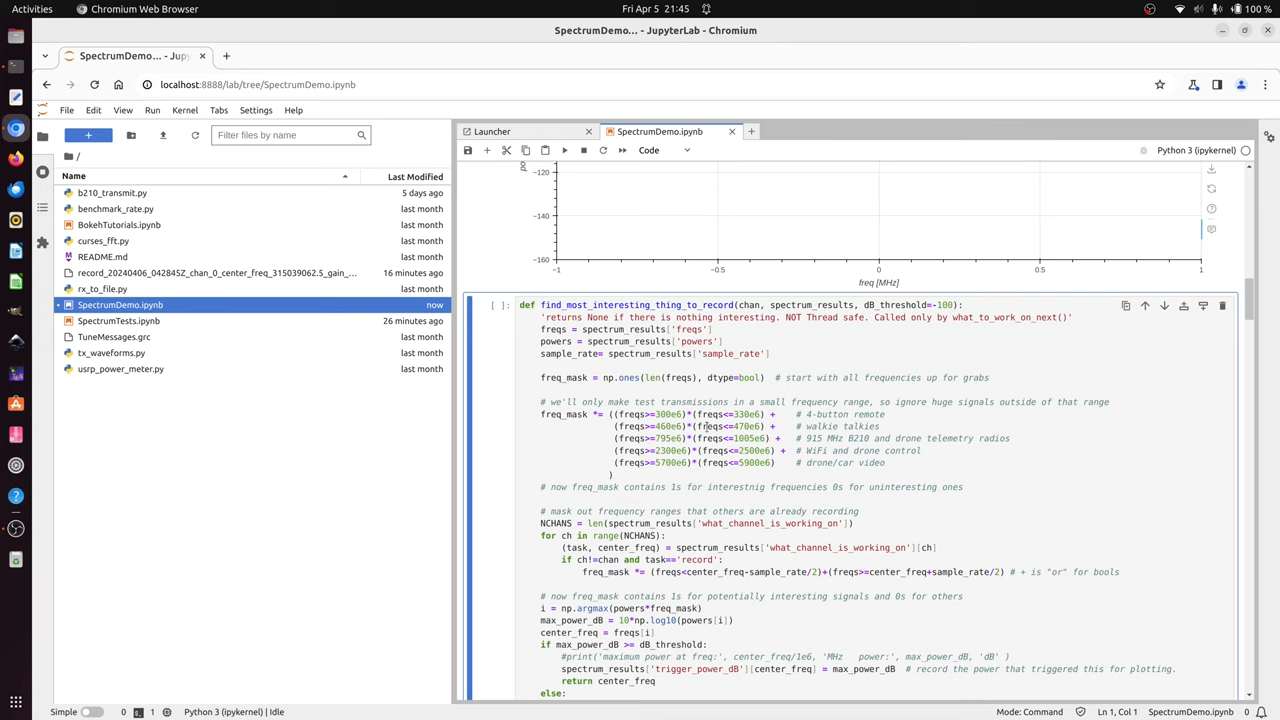 Activities
Chromium Web Browser
Fri Apr 5 21:45
100 %
SpectrumDemo... - JupyterLab - Chromium
SpectrumDemo... - Jupy
localhost:8888/lab/tree/SpectrumDemo.ipynb
File Edit View Run Kernel Tabs Settings Help
Filter files by name
Launcher
SpectrumDemo.ipynb
Code
Python 3 (ipykernel)
/
Name
Last Modified
b210_transmit.py 5 days ago
benchmark_rate.py last month
BokehTutorials.ipynb last month
curses_fft.py last month
README.md last month
record_20240406_042845Z_chan_0_center_freq_315039062.5_gain_... 16 minutes ago
rx_to_file.py last month
SpectrumDemo.ipynb now
SpectrumTests.ipynb 26 minutes ago
TuneMessages.grc last month
tx_waveforms.py last month
usrp_power_meter.py last month
po
−120
−140
−160
−1 −0.5 0 0.5 1
freq [MHz]
[ ]:
def find_most_interesting_thing_to_record(chan, spectrum_results, dB_threshold=-100):
'returns None if there is nothing interesting. NOT Thread safe. Called only by what_to_work_on_next()'
freqs = spectrum_results['freqs']
powers = spectrum_results['powers']
sample_rate= spectrum_results['sample_rate']
freq_mask = np.ones(len(freqs), dtype=bool)  # start with all frequencies up for grabs
# we'll only make test transmissions in a small frequency range, so ignore huge signals outside of that range
freq_mask *= ((freqs>=300e6)*(freqs<=330e6) +    # 4-button remote
(freqs>=460e6)*(freqs<=470e6) +    # walkie talkies
(freqs>=795e6)*(freqs<=1005e6) +   # 915 MHz B210 and drone telemetry radios
(freqs>=2300e6)*(freqs<=2500e6) +  # WiFi and drone control
(freqs>=5700e6)*(freqs<=5900e6)    # drone/car video
)
# now freq_mask contains 1s for interestnig frequencies 0s for uninteresting ones
# mask out frequency ranges that others are already recording
NCHANS = len(spectrum_results['what_channel_is_working_on'])
for ch in range(NCHANS):
(task, center_freq) = spectrum_results['what_channel_is_working_on'][ch]
if ch!=chan and task=='record':
freq_mask *= (freqs<center_freq-sample_rate/2)+(freqs>=center_freq+sample_rate/2) # + is "or" for bools
# now freq_mask contains 1s for potentially interesting signals and 0s for others
i = np.argmax(powers*freq_mask)
max_power_dB = 10*np.log10(powers[i])
center_freq = freqs[i]
if max_power_dB >= dB_threshold:
#print('maximum power at freq:', center_freq/1e6, 'MHz   power:', max_power_dB, 'dB' )
spectrum_results['trigger_power_dB'][center_freq] = max_power_dB  # record the power that triggered this for plotting.
return center_freq
else:
Simple
0
1
Python 3 (ipykernel) | Idle
Mode: Command
Ln 1, Col 1
SpectrumDemo.ipynb
0